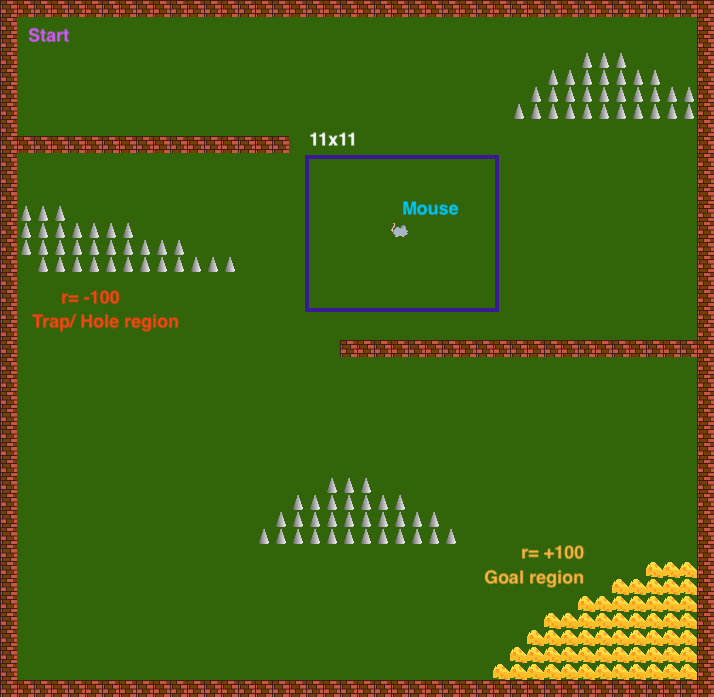 Start
11x11
Mouse
r= -100
Trap/ Hole region
r= +100
Goal region